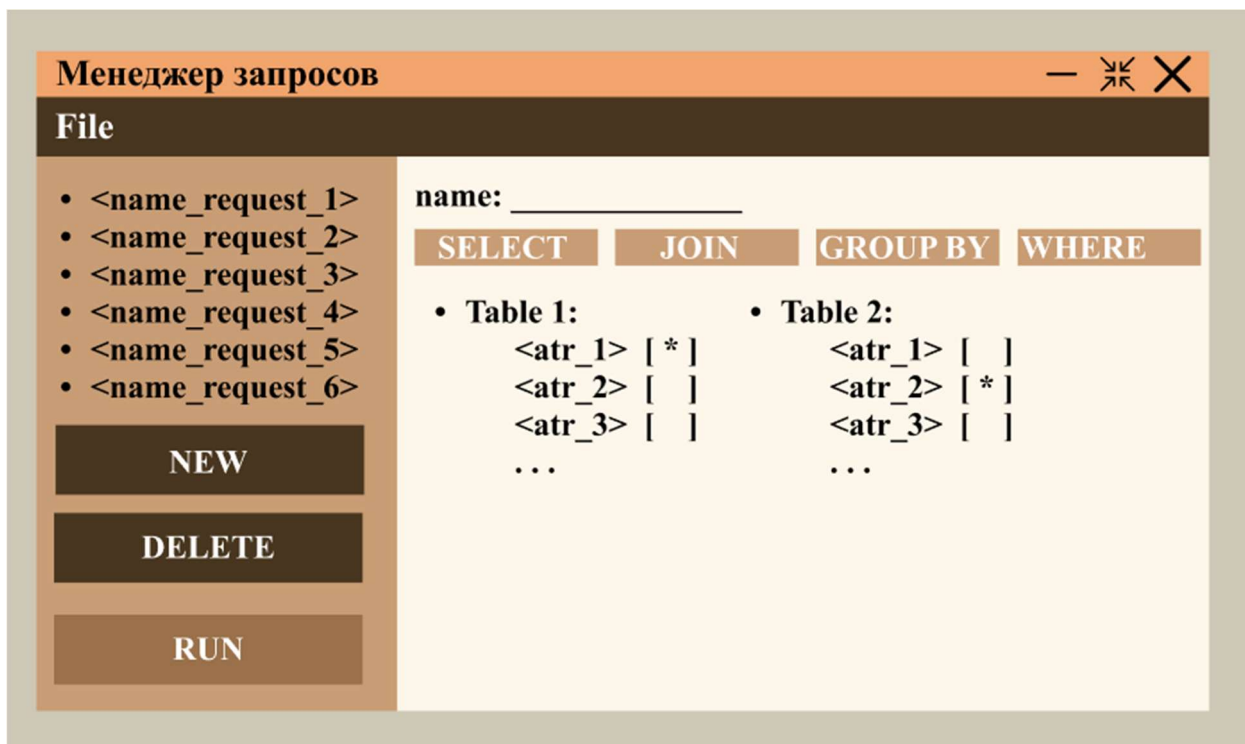 Менеджер запросов
File
• <name_request_1>
• <name_request_2>
• <name_request_3>
• <name_request_4>
• <name_request_5>
• <name_request_6>
NEW
DELETE
RUN
name: ______________
SELECT JOIN GROUP BY WHERE
• Table 1:
<atr_1> [ * ]
<atr_2> [   ]
<atr_3> [   ]
. . .
• Table 2:
<atr_1> [   ]
<atr_2> [ * ]
<atr_3> [   ]
. . .